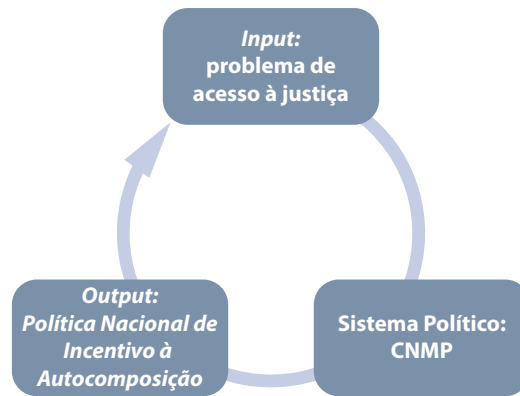 Input:
problema de
acesso à justiça
Sistema Político:
CNMP
Output:
Política Nacional de
Incentivo à
Autocomposição